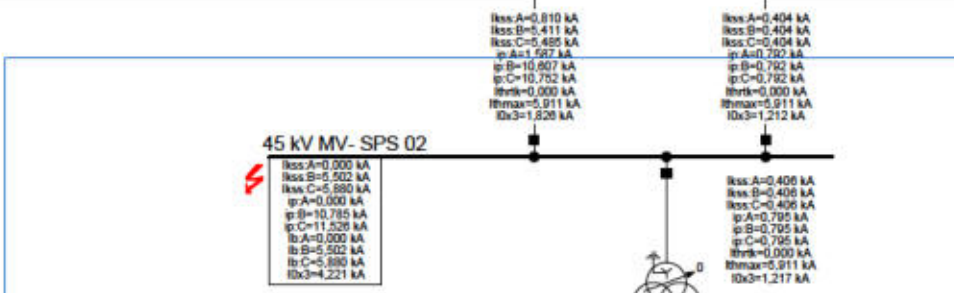 Ikss:A=0,810 kA
Ikss:B=5,411 kA
Ikss:C=5,485 kA
ip:A=1,587 kA
ip:B=10,607 kA
ip:C=10,752 kA
Ithrtk=0,000 kA
Ithmax=5,911 kA
I0x3=1,826 kA
Ikss:A=0,404 kA
Ikss:B=0,404 kA
Ikss:C=0,404 kA
ip:A=0,792 kA
ip:B=0,792 kA
ip:C=0,792 kA
Ithrtk=0,000 kA
Ithmax=5,911 kA
I0x3=1,212 kA
45 kV MV- SPS 02
Ikss:A=0,000 kA
Ikss:B=5,502 kA
Ikss:C=5,880 kA
ip:A=0,000 kA
ip:B=10,785 kA
ip:C=11,526 kA
Ib:A=0,000 kA
Ib:B=5,502 kA
Ib:C=5,880 kA
I0x3=4,221 kA
Ikss:A=0,406 kA
Ikss:B=0,406 kA
Ikss:C=0,406 kA
ip:A=0,795 kA
ip:B=0,795 kA
ip:C=0,795 kA
Ithrtk=0,000 kA
Ithmax=5,911 kA
I0x3=1,217 kA
0